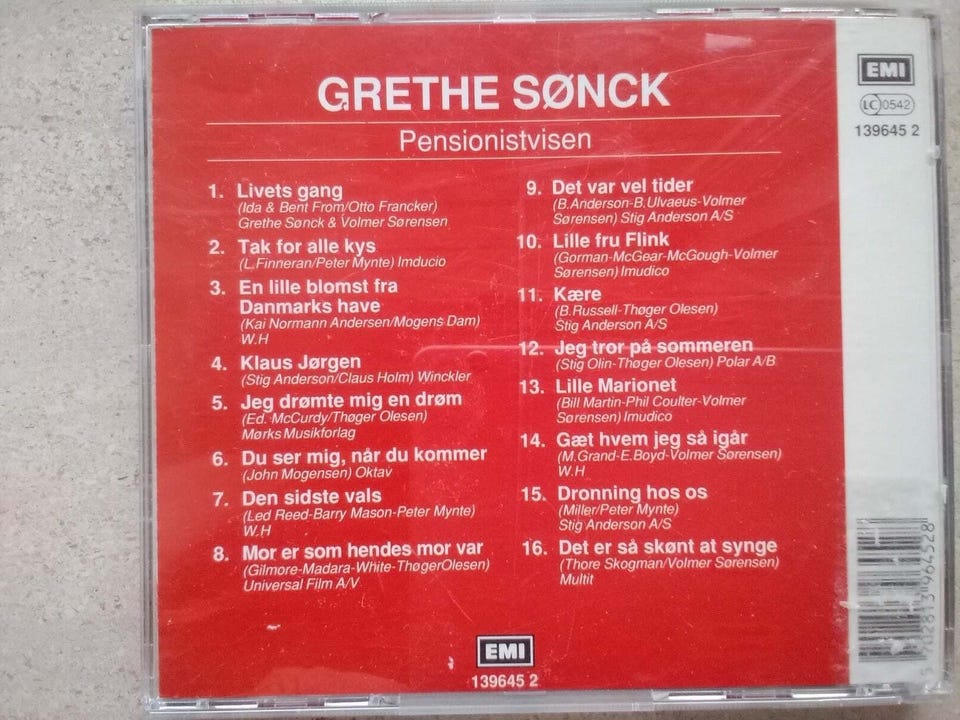 GRETHE SØNCK
Pensionistvisen
1. Livets gang
(Ida & Bent From/Otto Francker)
Grethe Sønck & Volmer Sørensen
2. Tak for alle kys
(L.Finneran/Peter Mynte) Imducio
3. En lille blomst fra
Danmarks have
(Kai Normann Andersen/Mogens Dam)
W.H
4. Klaus Jørgen
(Stig Anderson/Claus Holm) Winckler
5. Jeg drømte mig en drøm
(Ed. McCurdy/Thøger Olesen)
Mørks Musikforlag
6. Du ser mig, når du kommer
(John Mogensen) Oktav
7. Den sidste vals
(Led Reed-Barry Mason-Peter Mynte)
W.H
8. Mor er som hendes mor var
(Gilmore-Madara-White-ThøgerOlesen)
Universal Film A/V
9. Det var vel tider
(B.Anderson-B.Ulvaeus-Volmer
Sørensen) Stig Anderson A/S
10. Lille fru Flink
(Gorman-McGear-McGough-Volmer
Sørensen) Imudico
11. Kære
(B.Russell-Thøger Olesen)
Stig Anderson A/S
12. Jeg tror på sommeren
(Stig Olin-Thøger Olesen) Polar A/B
13. Lille Marionet
(Bill Martin-Phil Coulter-Volmer
Sørensen) Imudico
14. Gæt hvem jeg så igår
(M.Grand-E.Boyd-Volmer Sørensen)
W.H
15. Dronning hos os
(Miller/Peter Mynte)
Stig Anderson A/S
16. Det er så skønt at synge
(Thore Skogman/Volmer Sørensen)
Multit
EMI
139645 2
EMI
LC 0542
139645 2
5 702813 964528